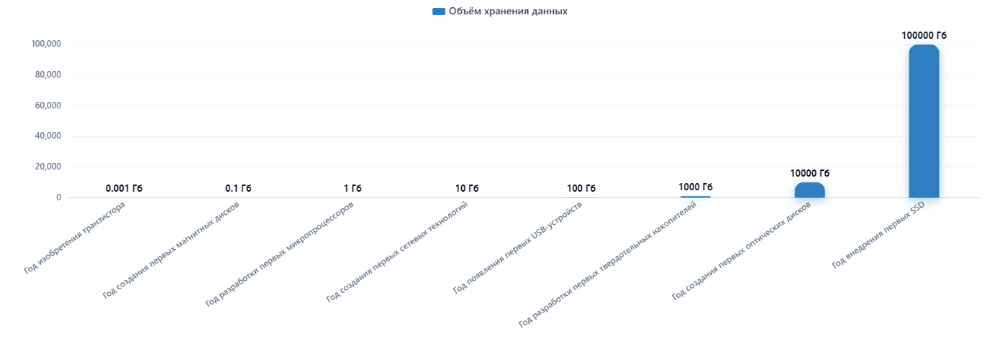 Объём хранения данных
100,000
80,000
60,000
40,000
20,000
0
0.001 Гб
0.1 Гб
1 Гб
10 Гб
100 Гб
1000 Гб
10000 Гб
100000 Гб
Год изобретения транзистора
Год создания первых магнитных дисков
Год разработки первых микропроцессоров
Год создания первых сетевых технологий
Год появления первых USB-устройств
Год разработки первых твердотельных накопителей
Год создания первых оптических дисков
Год внедрения первых SSD